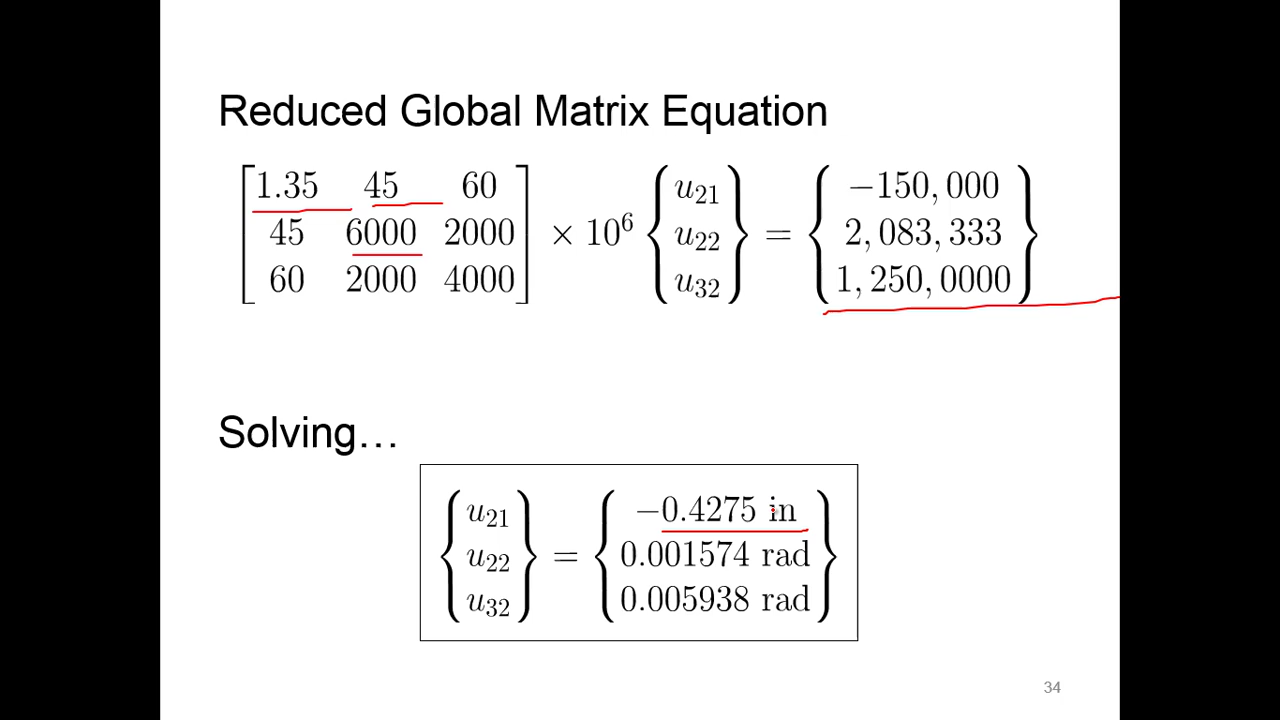 Reduced Global Matrix Equation
[1.35 45 60
45 6000 2000
60 2000 4000] × 10⁶ {u₂₁
u₂₂
u₃₂} = {−150,000
2,083,333
1,250,0000}
Solving…
{u₂₁
u₂₂
u₃₂} = {−0.4275 in
0.001574 rad
0.005938 rad}
34